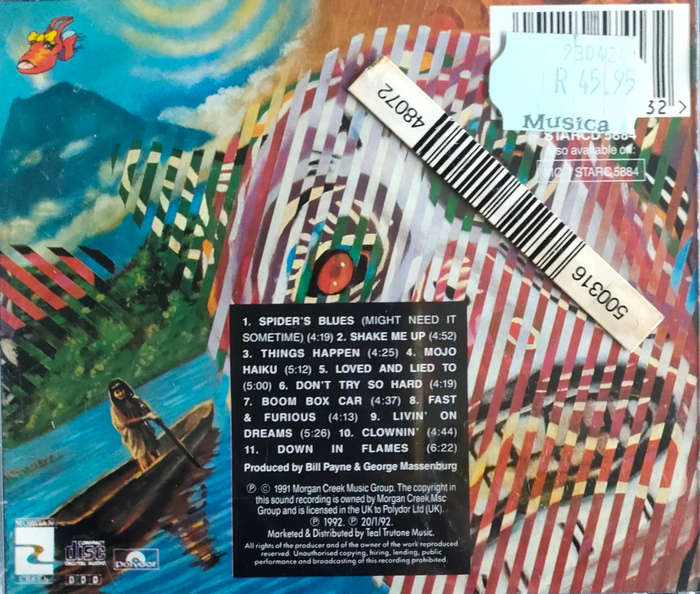 R 45.95
Musica
32 >
48072
500316
Also available on:
STARC 5884
1. SPIDER'S BLUES (MIGHT NEED IT
SOMETIME) (4:19) 2. SHAKE ME UP (4:52)
3. THINGS HAPPEN (4:25) 4. MOJO
HAIKU (5:12) 5. LOVED AND LIED TO
(5:00) 6. DON'T TRY SO HARD (4:19)
7. BOOM BOX CAR (4:37) 8. FAST
& FURIOUS (4:13) 9. LIVIN' ON
DREAMS (5:26) 10. CLOWNIN' (4:44)
11. DOWN IN FLAMES (6:22)
Produced by Bill Payne & George Massenburg
Ⓟ © 1991 Morgan Creek Music Group. The copyright in
this sound recording is owned by Morgan Creek Msc
Group and is licensed in the UK to Polydor Ltd (UK).
Ⓟ 1992. Ⓟ 20/1/92.
Marketed & Distributed by Teal Trutone Music.
All rights of the producer and of the owner of the work reproduced
reserved. Unauthorised copying, hiring, lending, public
performance and broadcasting of this recording prohibited.
COMPACT
disc
DIGITAL AUDIO
D D D
Polydor